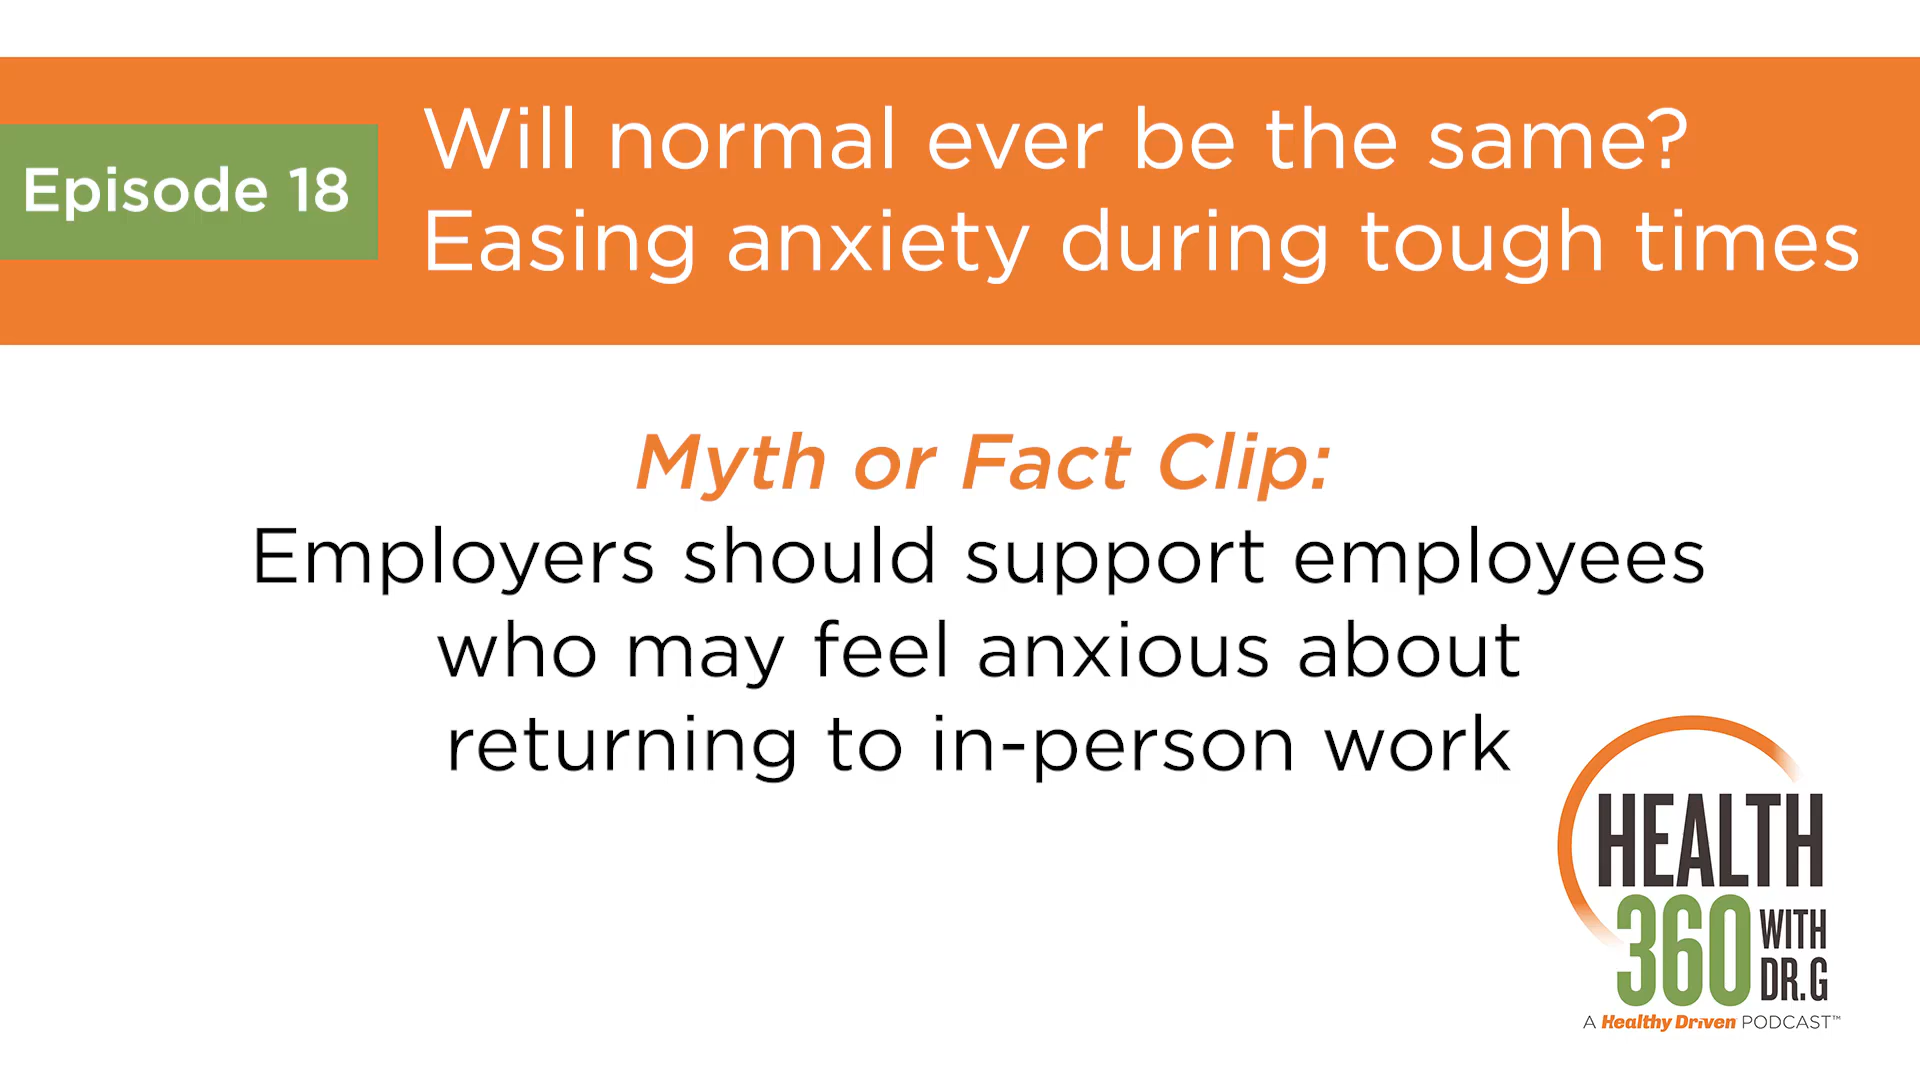 Episode 18
Will normal ever be the same?
Easing anxiety during tough times
Myth or Fact Clip:
Employers should support employees
who may feel anxious about
returning to in-person work
HEALTH
360 WITH
DR. G
A Healthy Driven PODCAST™